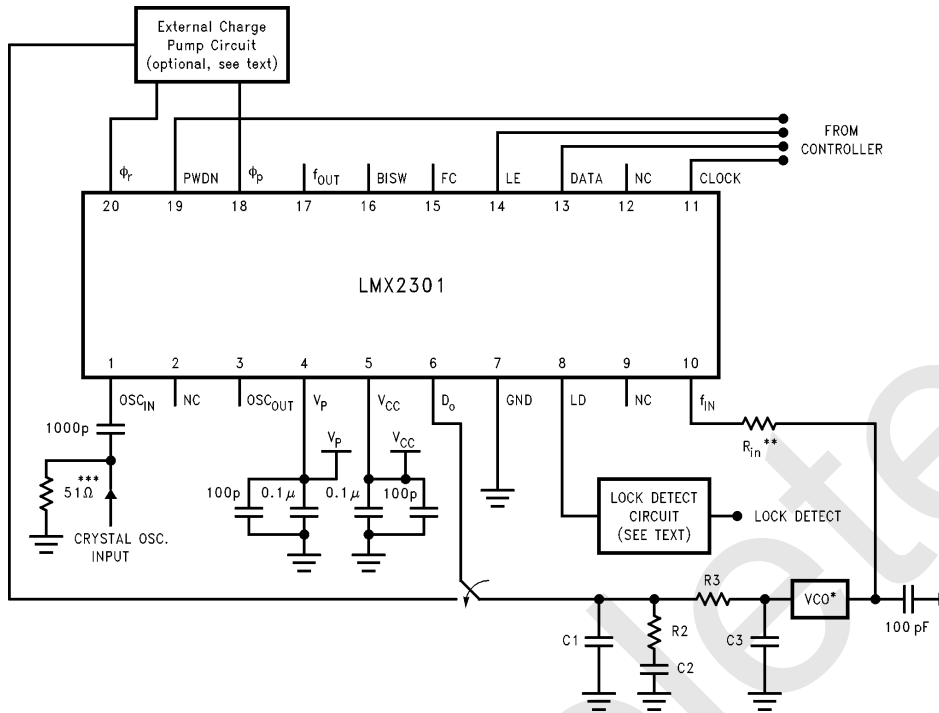 External Charge
Pump Circuit
(optional, see text)
FROM
CONTROLLER
ϕr
PWDN
ϕp
fOUT
BISW
FC
LE
DATA
NC
CLOCK
20
19
18
17
16
15
14
13
12
11
LMX2301
1
2
3
4
5
6
7
8
9
10
OSCIN
NC
OSCOUT
VP
VCC
Do
GND
LD
NC
fIN
1000p
Rin**
VP
VCC
51Ω***
100p
0.1μ
0.1μ
100p
LOCK DETECT
CIRCUIT
(SEE TEXT)
LOCK DETECT
CRYSTAL OSC.
INPUT
R3
VCO*
100 pF
C1
R2
C2
C3